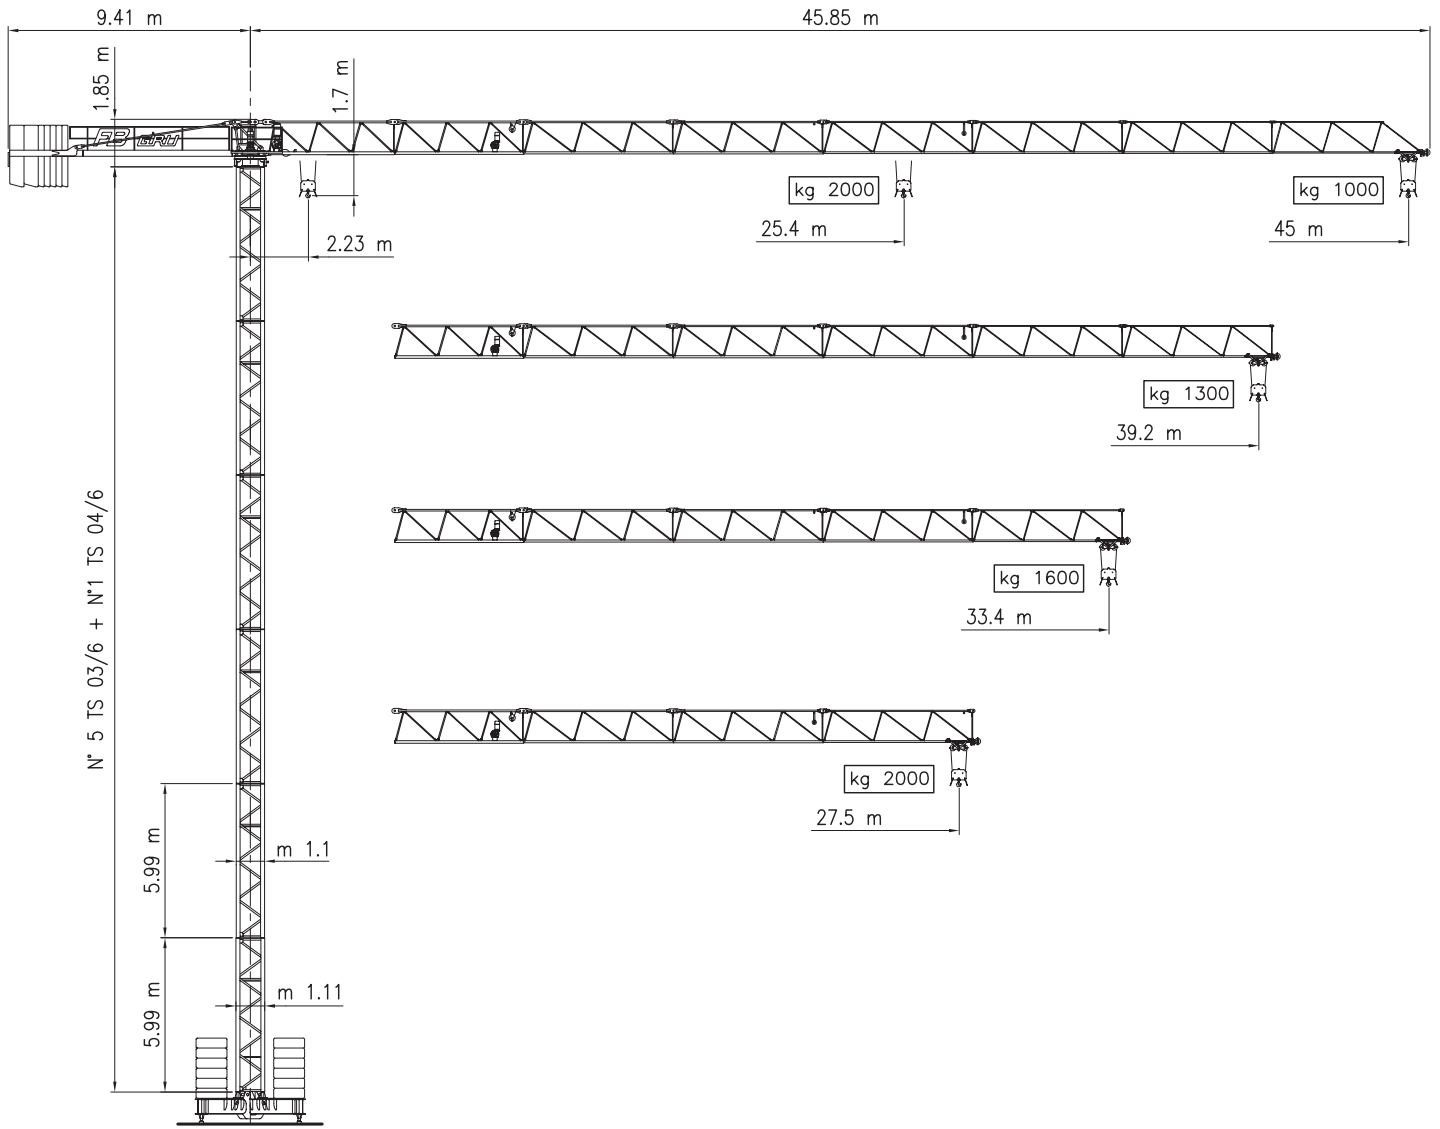 9.41 m
45.85 m
1.85 m
1.7 m
FB GRU
kg 2000
kg 1000
25.4 m
45 m
2.23 m
kg 1300
39.2 m
N° 5 TS 03/6 + N°1 TS 04/6
kg 1600
33.4 m
kg 2000
27.5 m
5.99 m
m 1.1
5.99 m
m 1.11